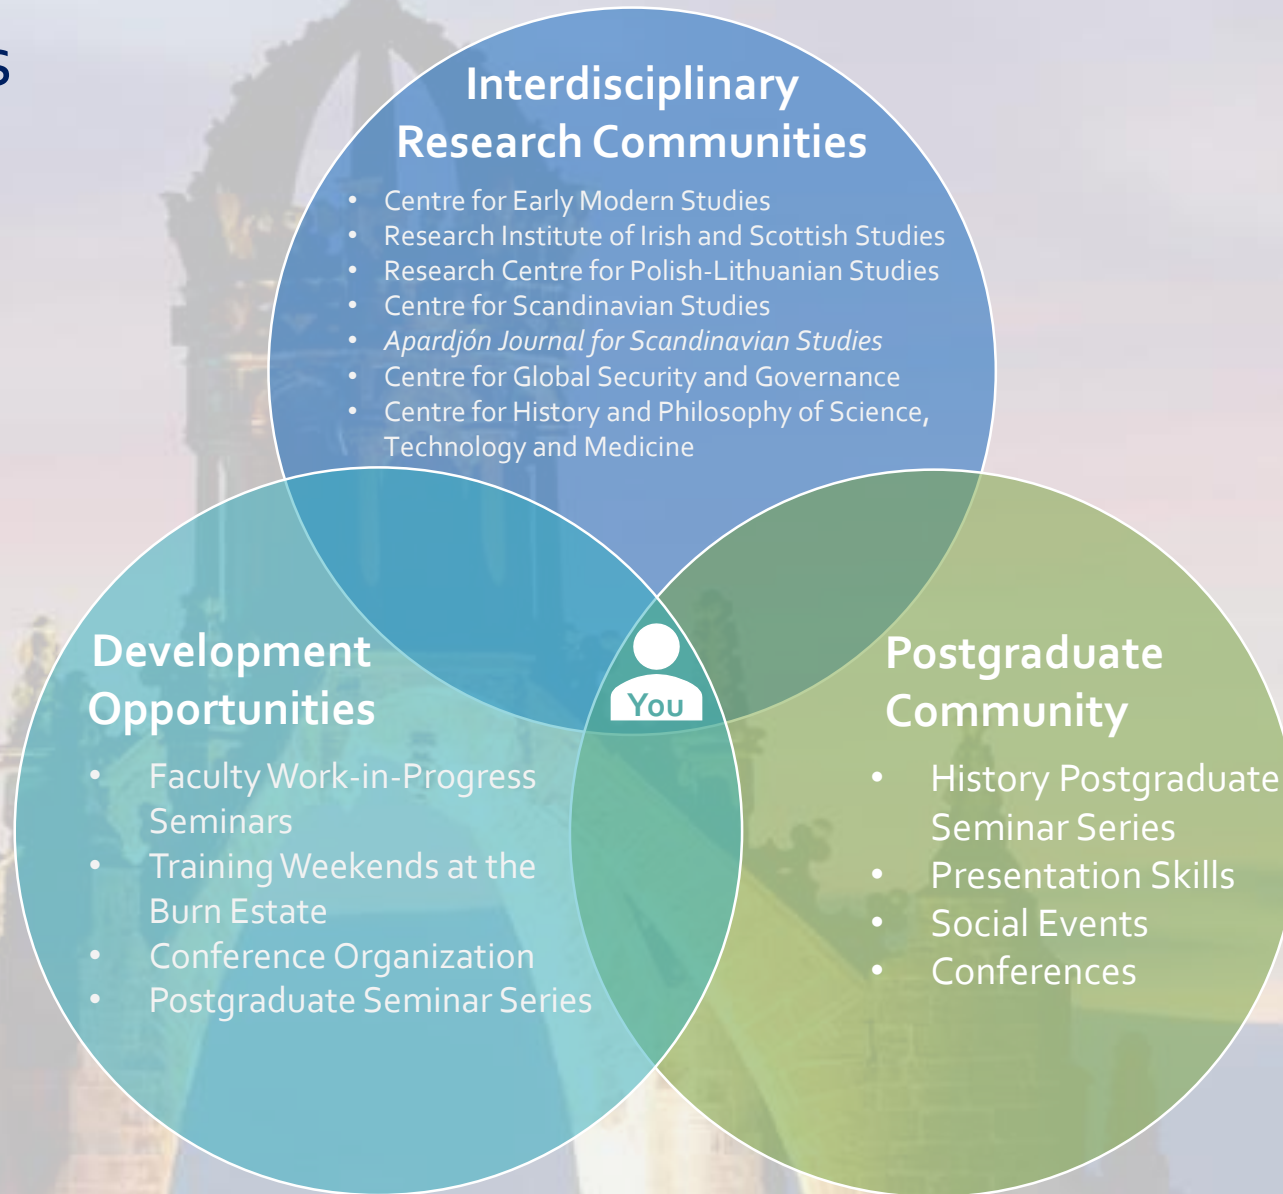 s
Interdisciplinary
Research Communities
• Centre for Early Modern Studies
• Research Institute of Irish and Scottish Studies
• Research Centre for Polish-Lithuanian Studies
• Centre for Scandinavian Studies
• Apardjón Journal for Scandinavian Studies
• Centre for Global Security and Governance
• Centre for History and Philosophy of Science,
Technology and Medicine
Development
Opportunities
• Faculty Work-in-Progress
Seminars
• Training Weekends at the
Burn Estate
• Conference Organization
• Postgraduate Seminar Series
You
Postgraduate
Community
• History Postgraduate
Seminar Series
• Presentation Skills
• Social Events
• Conferences